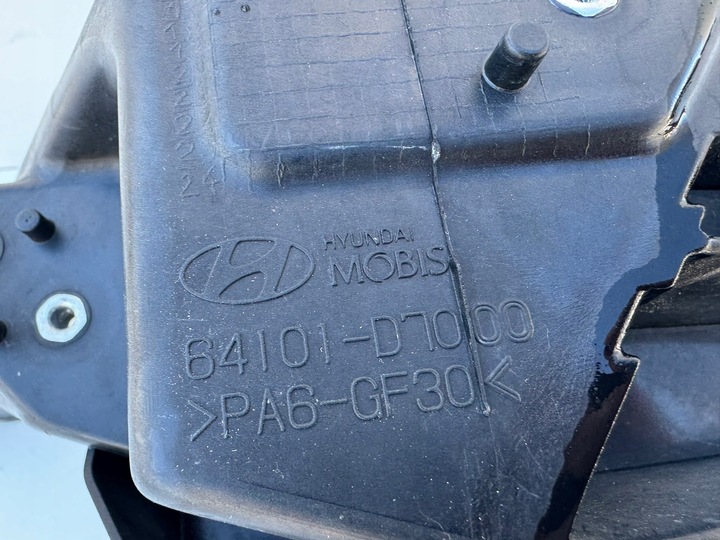 HYUNDAI
MOBIS
64101-D7000
>PA6-GF30<